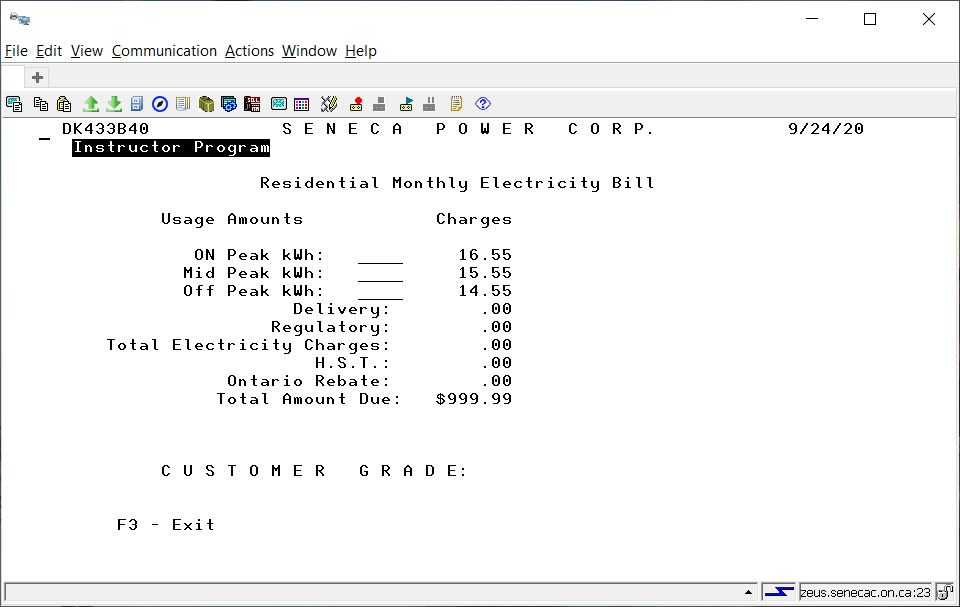 File Edit View Communication Actions Window Help
DK433B40 S E N E C A P O W E R C O R P. 9/24/20
Instructor Program
Residential Monthly Electricity Bill
Usage Amounts Charges
ON Peak kWh: _____ 16.55
Mid Peak kWh: _____ 15.55
Off Peak kWh: _____ 14.55
Delivery: .00
Regulatory: .00
Total Electricity Charges: .00
H.S.T.: .00
Ontario Rebate: .00
Total Amount Due: $999.99
C U S T O M E R G R A D E:
F3 - Exit
zeus.senecac.on.ca:23